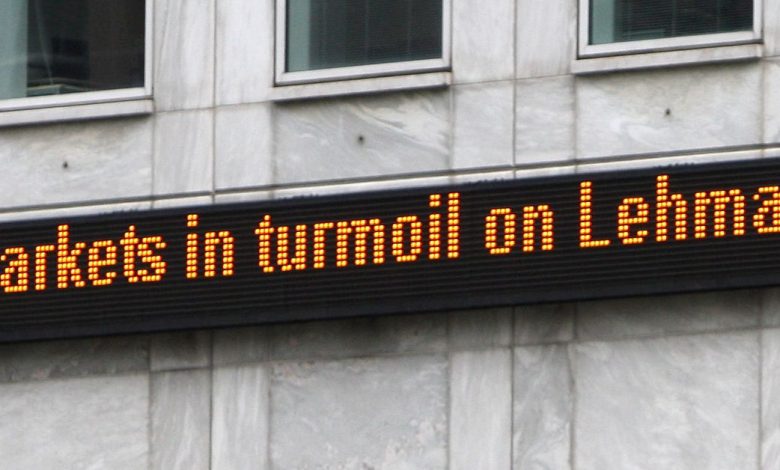 arkets in turmoil on Lehma